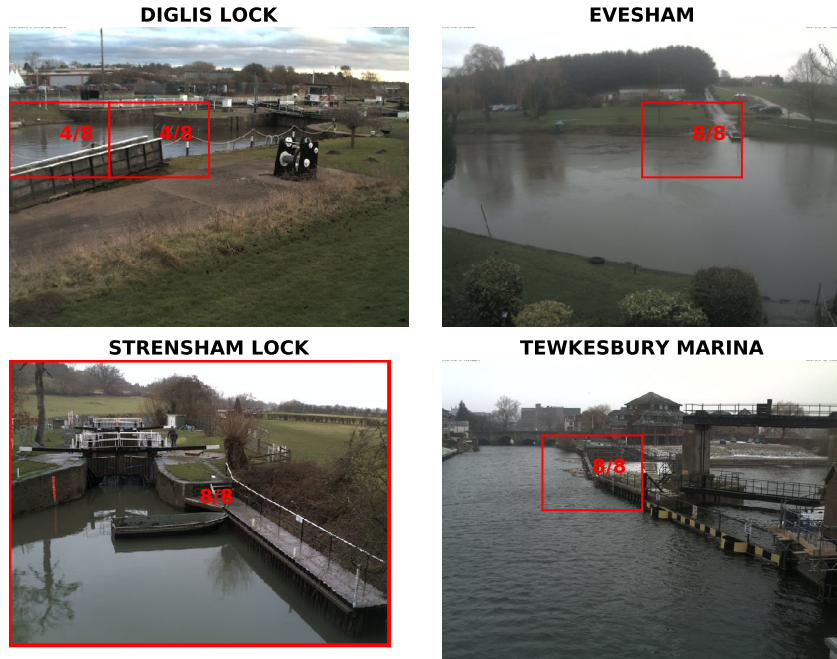 DIGLIS LOCK
EVESHAM
4/8
4/8
8/8
STRENSHAM LOCK
TEWKESBURY MARINA
8/8
8/8